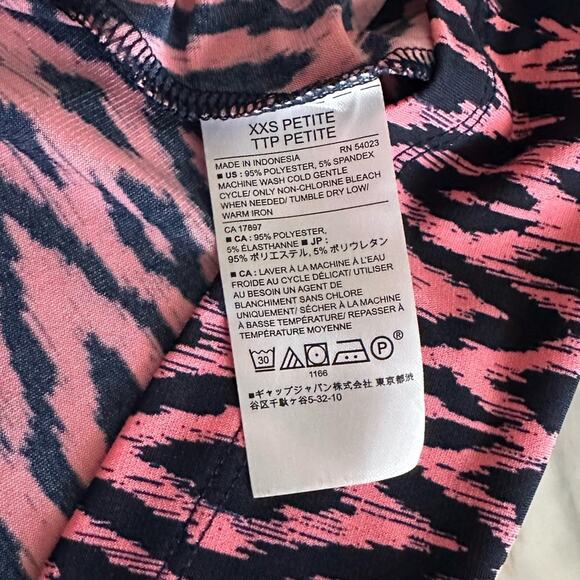 XXS PETITE
TTP PETITE
MADE IN INDONESIA RN 54023
■ US : 95% POLYESTER, 5% SPANDEX
MACHINE WASH COLD GENTLE
CYCLE/ ONLY NON-CHLORINE BLEACH
WHEN NEEDED/ TUMBLE DRY LOW/
WARM IRON
CA 17897
■ CA : 95% POLYESTER,
5% ÉLASTHANNE ■ JP :
95% ポリエステル, 5% ポリウレタン
■ CA : LAVER À LA MACHINE À L'EAU
FROIDE AU CYCLE DÉLICAT/ UTILISER
AU BESOIN UN AGENT DE
BLANCHIMENT SANS CHLORE
UNIQUEMENT/ SÉCHER À LA MACHINE
À BASSE TEMPÉRATURE/ REPASSER À
TEMPÉRATURE MOYENNE
30 P ®
1166
■ギャップジャパン株式会社 東京都渋
谷区千駄ヶ谷5-32-10